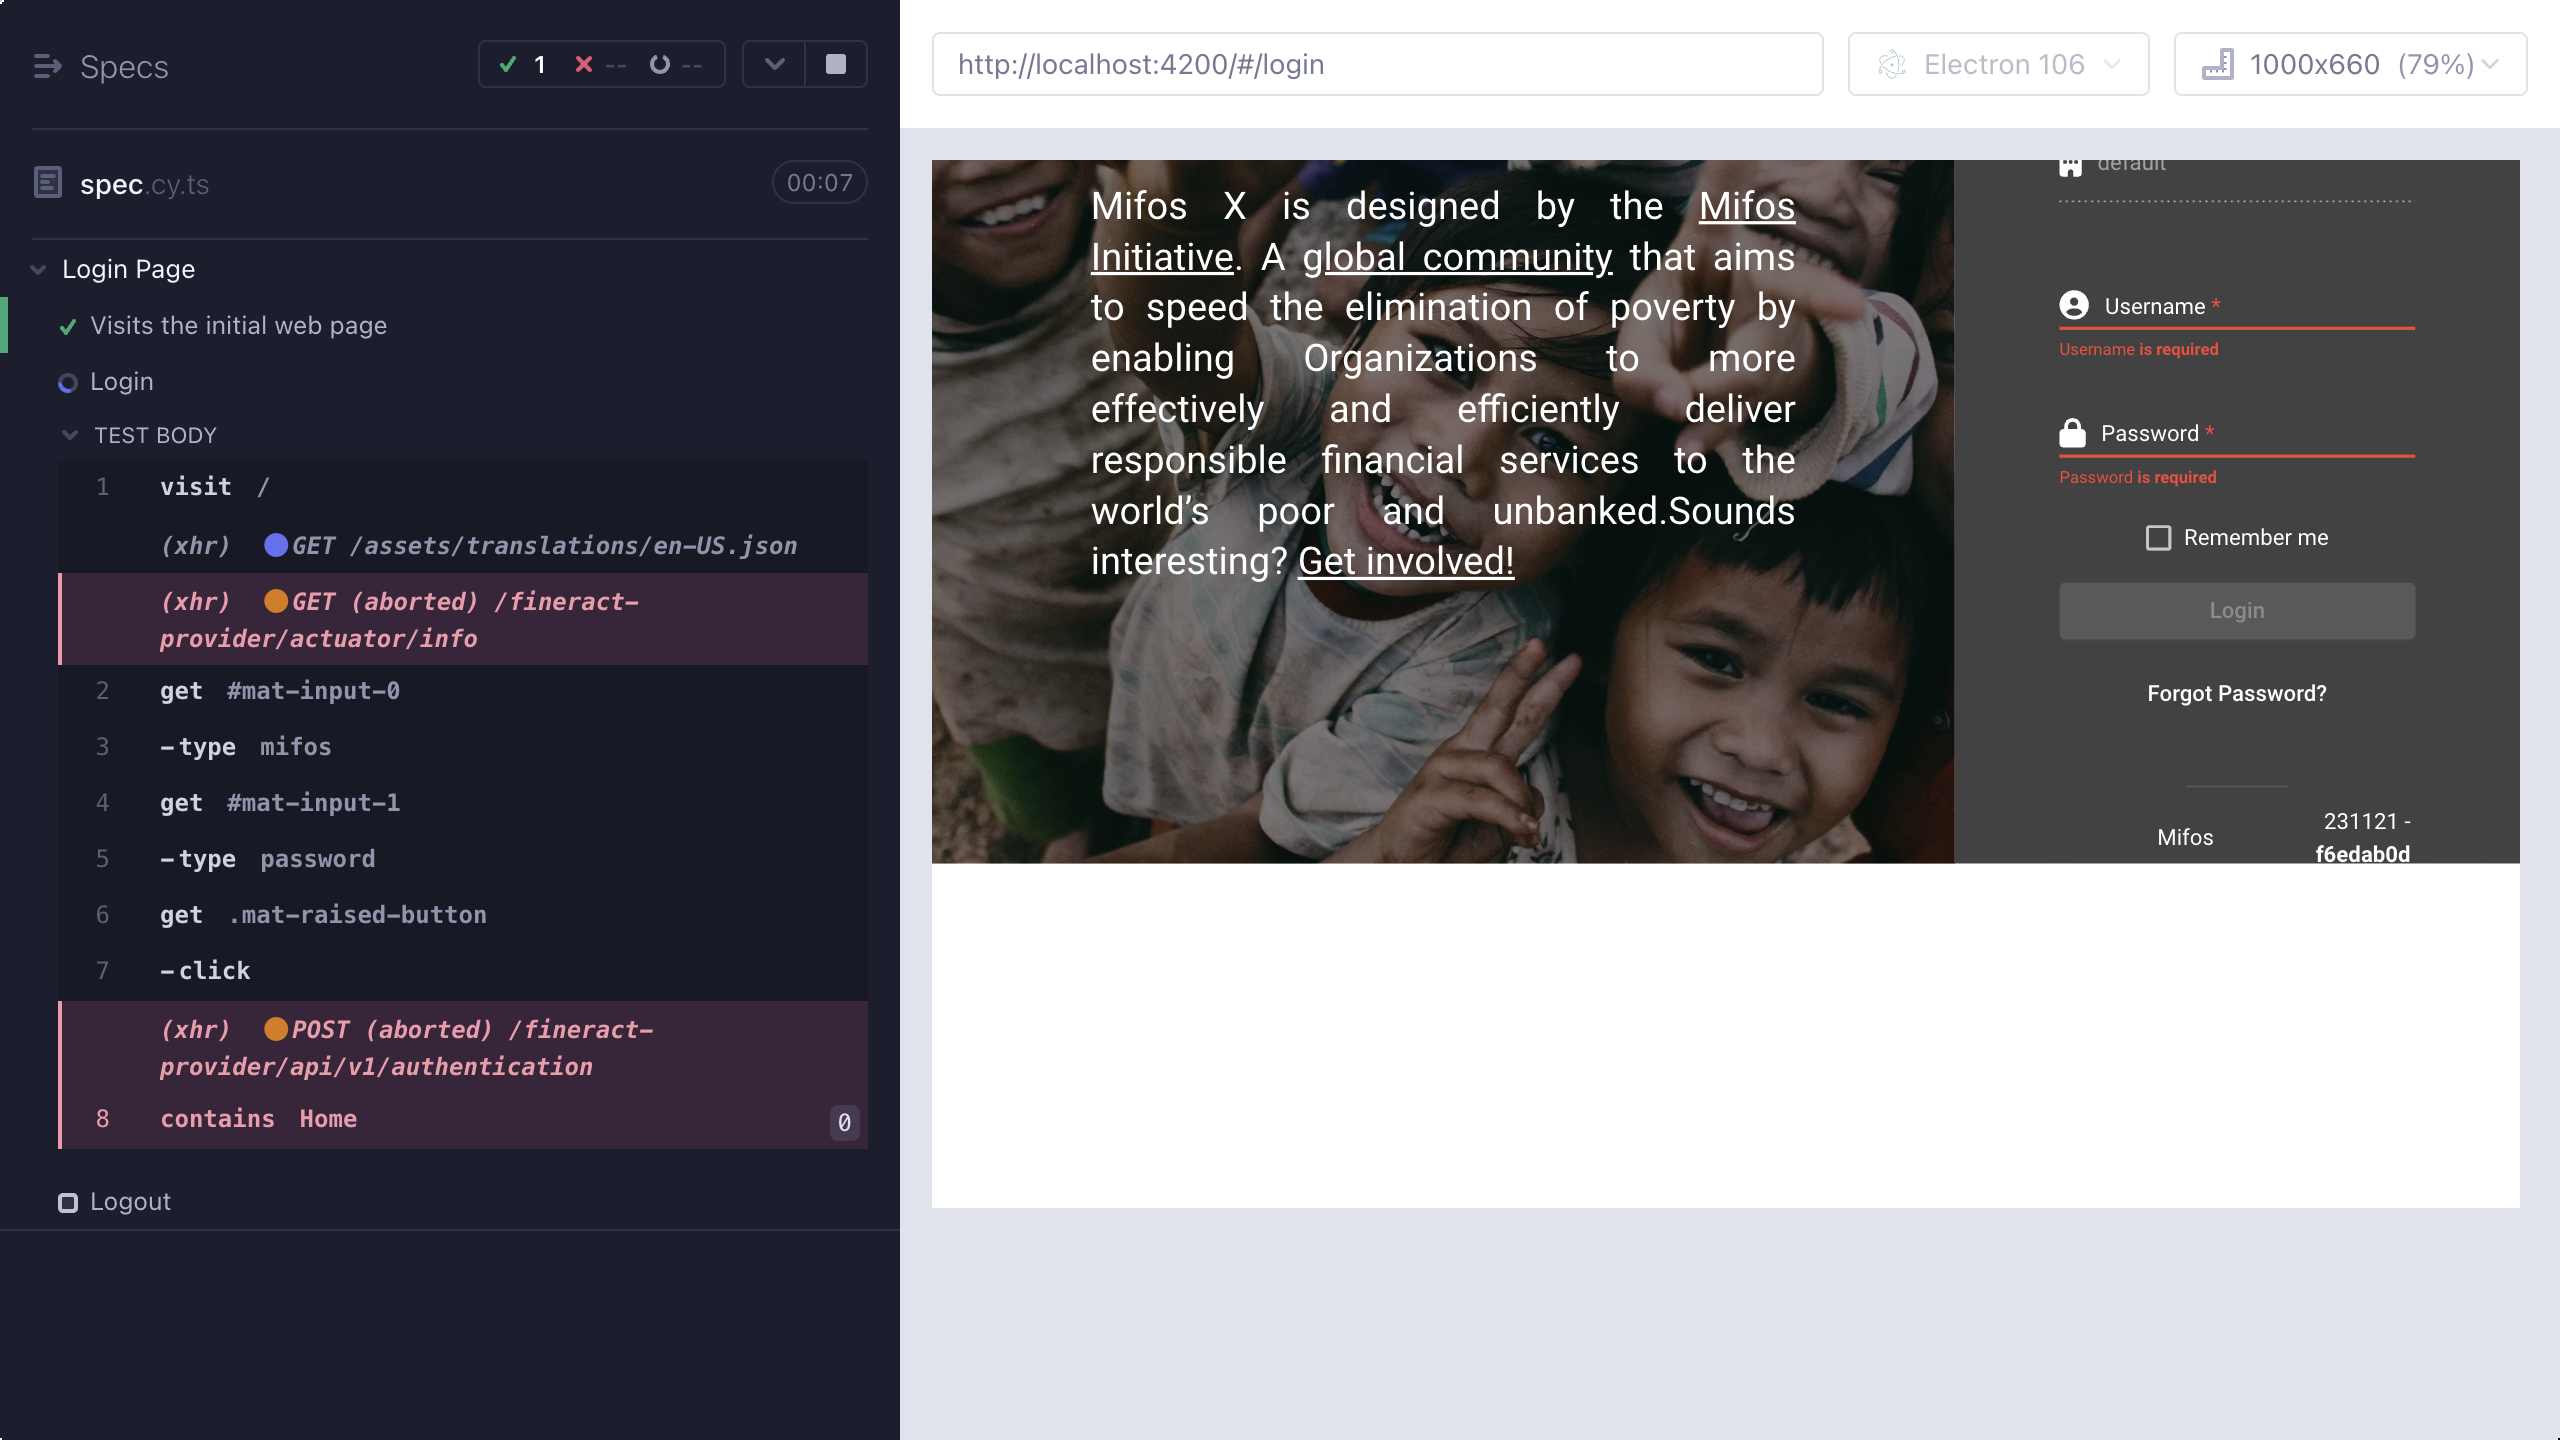 Specs
1
--
--
spec.cy.ts
00:07
Login Page
Visits the initial web page
Login
TEST BODY
1 visit /
(xhr) GET /assets/translations/en-US.json
(xhr) GET (aborted) /fineract-
provider/actuator/info
2 get #mat-input-0
3 -type mifos
4 get #mat-input-1
5 -type password
6 get .mat-raised-button
7 -click
(xhr) POST (aborted) /fineract-
provider/api/v1/authentication
8 contains Home 0
Logout
http://localhost:4200/#/login
Electron 106
1000x660 (79%)
Mifos X is designed by the Mifos
Initiative. A global community that aims
to speed the elimination of poverty by
enabling Organizations to more
effectively and efficiently deliver
responsible financial services to the
world’s poor and unbanked.Sounds
interesting? Get involved!
default
Username *
Username is required
Password *
Password is required
Remember me
Login
Forgot Password?
Mifos
231121 -
f6edab0d